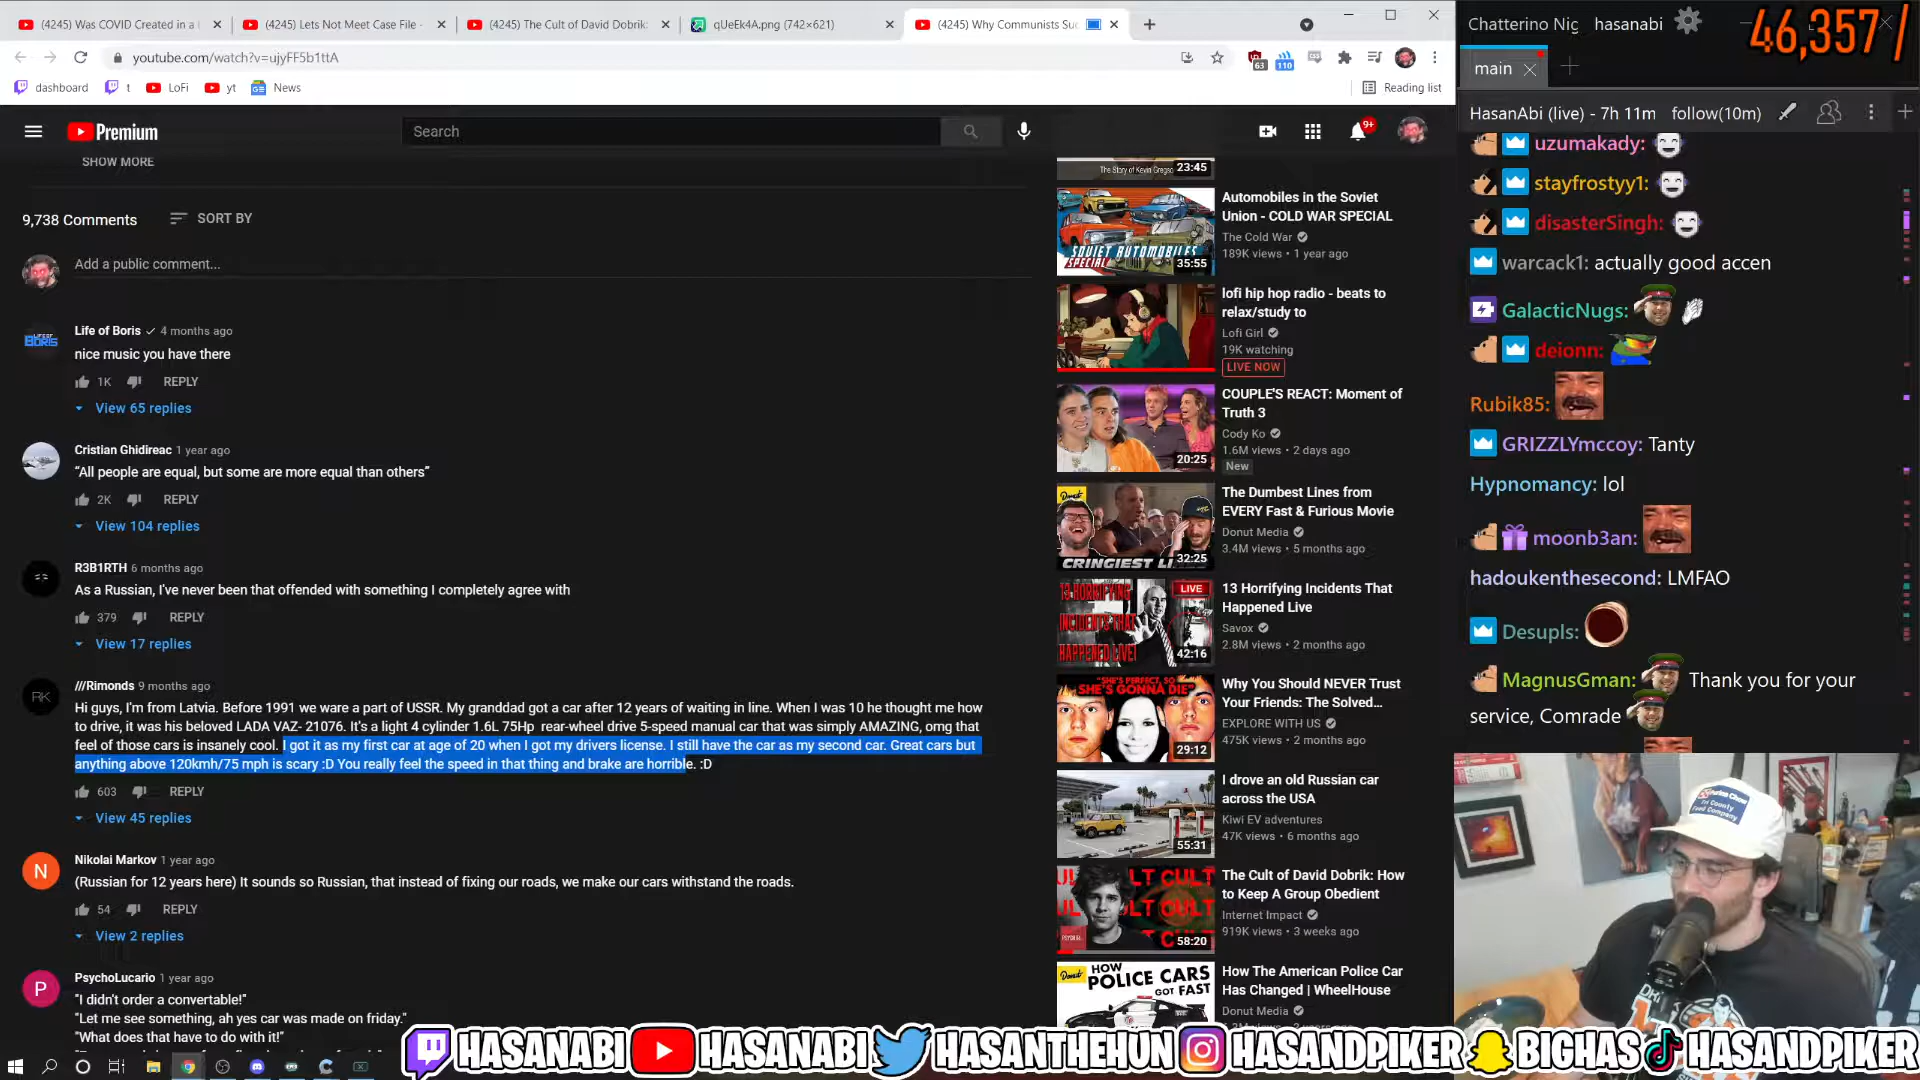 (4245) Was COVID Created in a
(4245) Lets Not Meet Case File -
(4245) The Cult of David Dobrik:
qUeEk4A.png (742×621)
(4245) Why Communists Su
youtube.com/watch?v=ujyFF5b1ttA
63
110
dashboard
t
LoFi
yt
News
Reading list
Premium
Search
9+
SHOW MORE
9,738 Comments
SORT BY
Add a public comment...
Life of Boris 4 months ago
nice music you have there
1K REPLY
View 65 replies
Cristian Ghidireac 1 year ago
“All people are equal, but some are more equal than others”
2K REPLY
View 104 replies
R3B1RTH 6 months ago
As a Russian, I've never been that offended with something I completely agree with
379 REPLY
View 17 replies
RK
///Rimonds 9 months ago
Hi guys, I'm from Latvia. Before 1991 we ware a part of USSR. My granddad got a car after 12 years of waiting in line. When I was 10 he thought me how
to drive, it was his beloved LADA VAZ- 21076. It's a light 4 cylinder 1.6L 75Hp rear-wheel drive 5-speed manual car that was simply AMAZING, omg that
feel of those cars is insanely cool. I got it as my first car at age of 20 when I got my drivers license. I still have the car as my second car. Great cars but
anything above 120kmh/75 mph is scary :D You really feel the speed in that thing and brake are horrible. :D
603 REPLY
View 45 replies
N
Nikolai Markov 1 year ago
(Russian for 12 years here) It sounds so Russian, that instead of fixing our roads, we make our cars withstand the roads.
54 REPLY
View 2 replies
P
PsychoLucario 1 year ago
"I didn't order a convertable!"
"Let me see something, ah yes car was made on friday."
"What does that have to do with it!"
The Story of Kevin
23:45
SOVIET AUTOMOBILES
SPECIAL
35:55
Automobiles in the Soviet
Union - COLD WAR SPECIAL
The Cold War
189K views • 1 year ago
lofi hip hop radio - beats to
relax/study to
Lofi Girl
19K watching
LIVE NOW
20:25
COUPLE'S REACT: Moment of
Truth 3
Cody Ko
1.6M views • 2 days ago
New
Donut
32:25
The Dumbest Lines from
EVERY Fast & Furious Movie
Donut Media
3.4M views • 5 months ago
13 HORRIFYING
INCIDENTS THAT
HAPPENED LIVE!
LIVE
42:16
13 Horrifying Incidents That
Happened Live
Savox
2.8M views • 2 months ago
"SHE'S PERFECT, SO
SHE'S GONNA DIE"
29:12
Why You Should NEVER Trust
Your Friends: The Solved...
EXPLORE WITH US
475K views • 2 months ago
55:31
I drove an old Russian car
across the USA
Kiwi EV adventures
47K views • 6 months ago
58:20
The Cult of David Dobrik: How
to Keep A Group Obedient
Internet Impact
919K views • 3 weeks ago
Donut
HOW
POLICE CARS
GOT FAST
How The American Police Car
Has Changed | WheelHouse
Donut Media
Chatterino Nig
hasanabi
46,357 /
main
HasanAbi (live) - 7h 11m follow(10m)
uzumakady:
stayfrostyy1:
disasterSingh:
warcack1: actually good accen
GalacticNugs:
deionn:
Rubik85:
GRIZZLYmccoy: Tanty
Hypnomancy: lol
moonb3an:
hadoukenthesecond: LMFAO
Desupls:
MagnusGman: Thank you for your
service, Comrade
HASANABI
HASANABI
HASANTHEHUN
HASANDPIKER
BIGHAS
HASANDPIKER